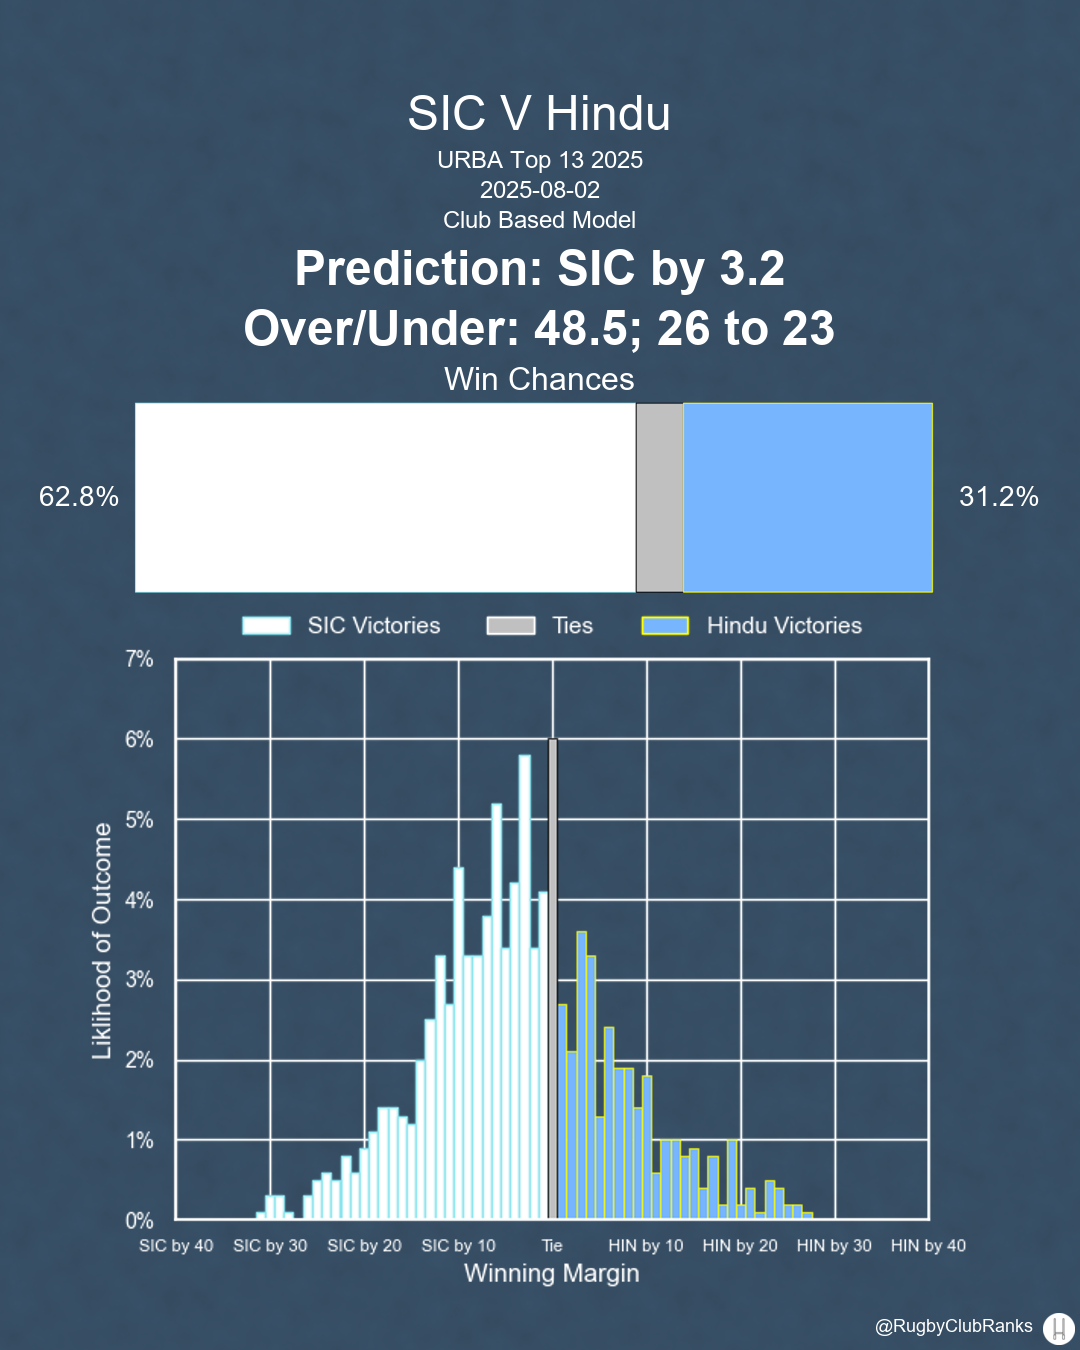 SIC V Hindu
URBA Top 13 2025
2025-08-02
Club Based Model
Prediction: SIC by 3.2
Over/Under: 48.5; 26 to 23
Win Chances
62.8%
31.2%
SIC Victories
Ties
Hindu Victories
7%
6%
5%
4%
3%
2%
1%
0%
Liklihood of Outcome
SIC by 40
SIC by 30
SIC by 20
SIC by 10
Tie
HIN by 10
HIN by 20
HIN by 30
HIN by 40
Winning Margin
@RugbyClubRanks